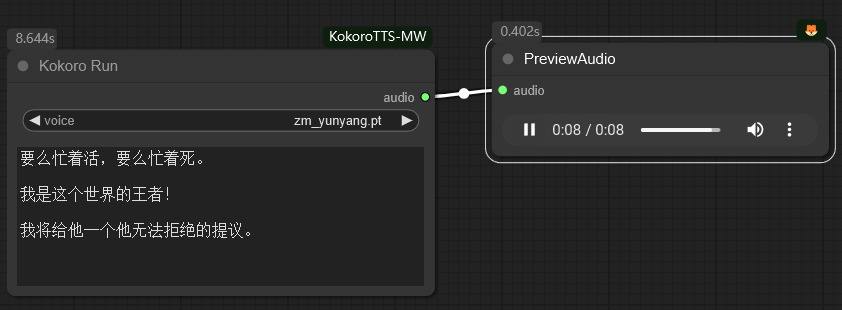 8.644s
KokoroTTS-MW
Kokoro Run
audio
voice
zm_yunyang.pt
要么忙着活，要么忙着死。
我是这个世界的王者！
我将给他一个他无法拒绝的提议。
0.402s
PreviewAudio
audio
0:08 / 0:08